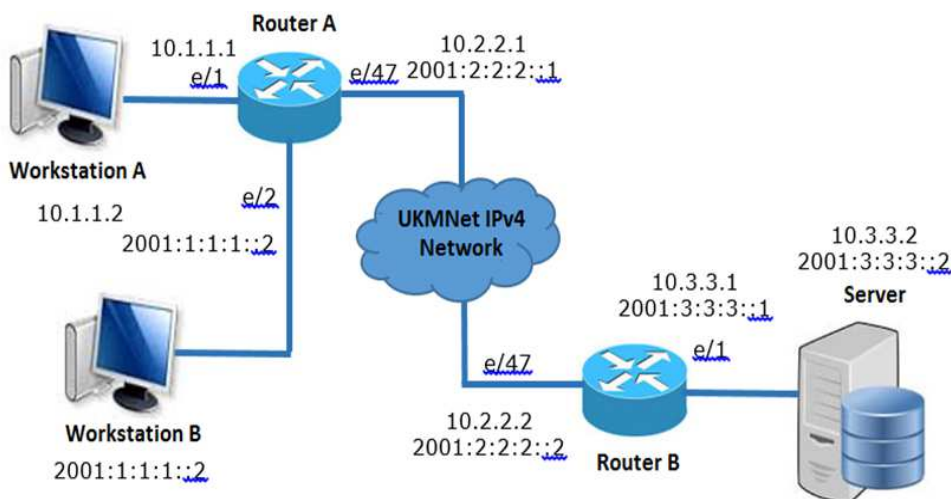 Router A
10.1.1.1
e/1
e/47
10.2.2.1
2001:2:2:2::1
Workstation A
10.1.1.2
e/2
2001:1:1:1::2
UKMNet IPv4
Network
10.3.3.2
2001:3:3:3::2
Server
10.3.3.1
2001:3:3:3::1
e/1
e/47
Workstation B
2001:1:1:1::2
10.2.2.2
2001:2:2:2::2
Router B